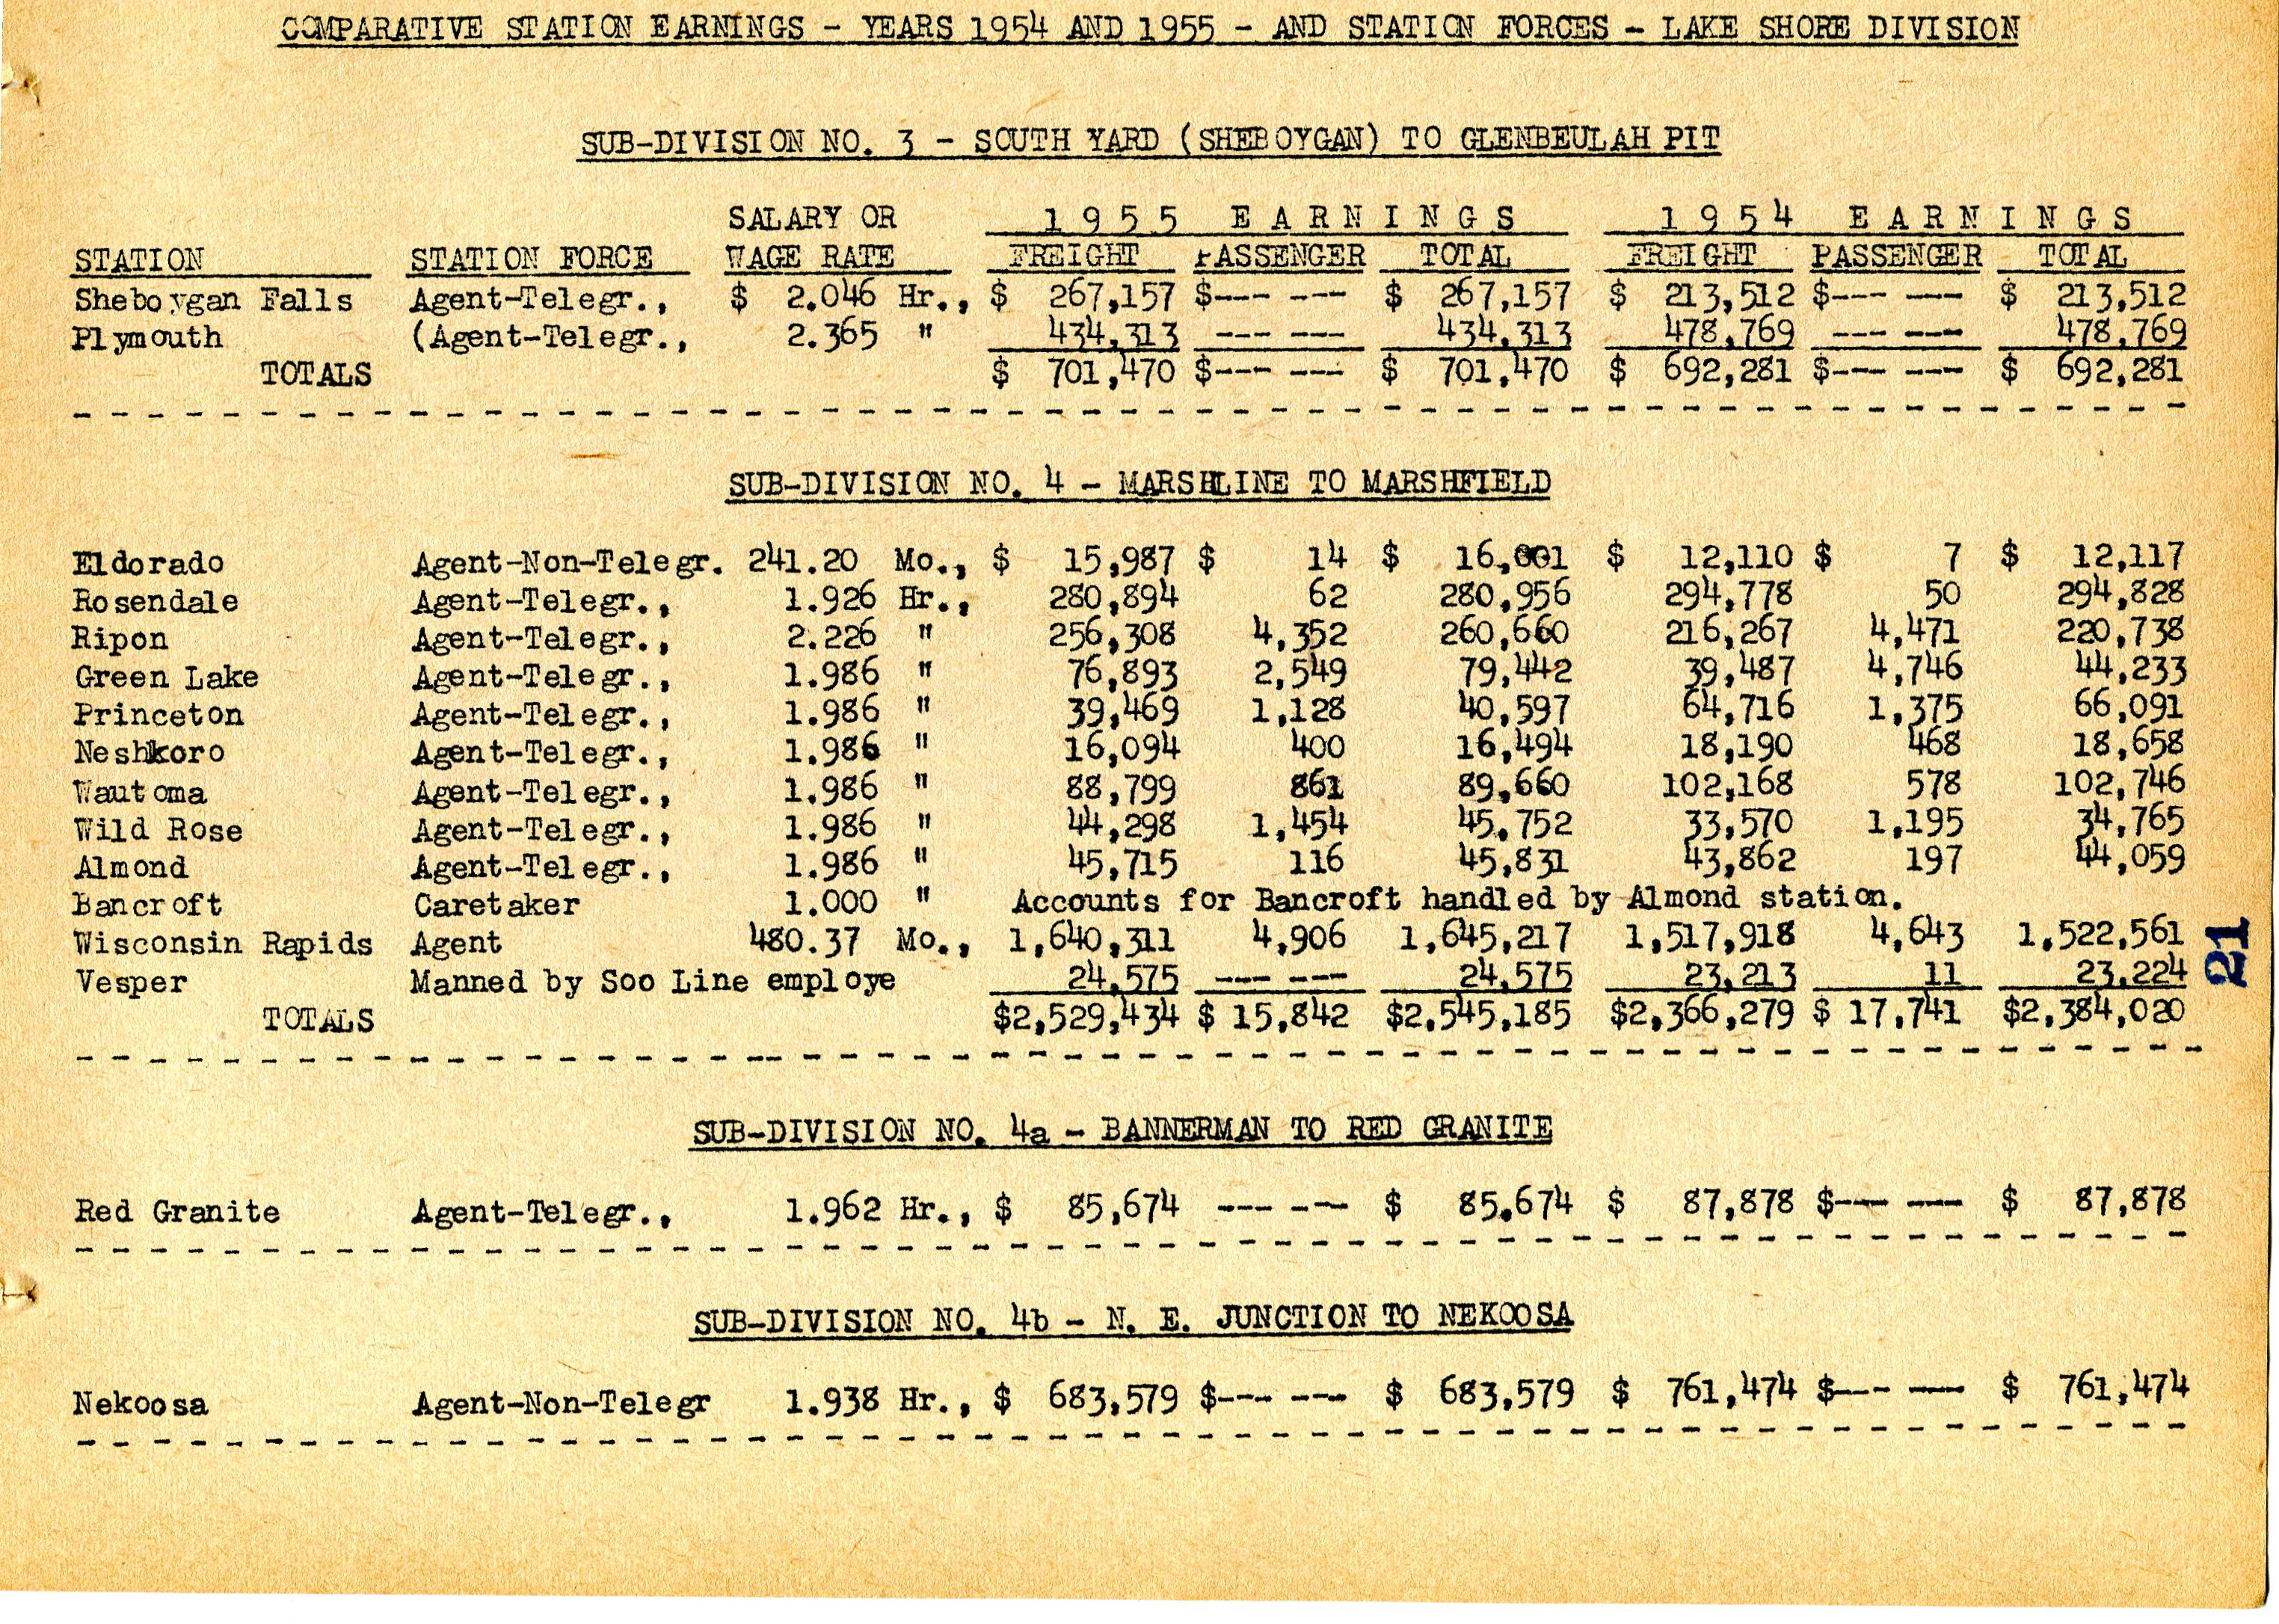 COMPARATIVE STATION EARNINGS - YEARS 1954 AND 1955 - AND STATION FORCES - LAKE SHORE DIVISION
SUB-DIVISION NO. 3 - SOUTH YARD (SHEBOYGAN) TO GLENBEULAH PIT
SALARY OR 1 9 5 5 E A R N I N G S 1 9 5 4 E A R N I N G S
STATION STATION FORCE WAGE RATE FREIGHT PASSENGER TOTAL FREIGHT PASSENGER TOTAL
Sheboygan Falls Agent-Telegr., $ 2.046 Hr., $ 267,157 $--- --- $ 267,157 $ 213,512 $--- --- $ 213,512
Plymouth (Agent-Telegr., 2.365 " 434,313 --- --- 434,313 478,769 --- --- 478,769
TOTALS $ 701,470 $--- --- $ 701,470 $ 692,281 $--- --- $ 692,281
SUB-DIVISION NO. 4 - MARSHLINE TO MARSHFIELD
Eldorado Agent-Non-Telegr. 241.20 Mo., $ 15,987 $ 14 $ 16,001 $ 12,110 $ 7 $ 12,117
Rosendale Agent-Telegr., 1.926 Hr., 280,894 62 280,956 294,778 50 294,828
Ripon Agent-Telegr., 2.226 " 256,308 4,352 260,660 216,267 4,471 220,738
Green Lake Agent-Telegr., 1.986 " 76,893 2,549 79,442 39,487 4,746 44,233
Princeton Agent-Telegr., 1.986 " 39,469 1,128 40,597 64,716 1,375 66,091
Neshkoro Agent-Telegr., 1.986 " 16,094 400 16,494 18,190 468 18,658
Wautoma Agent-Telegr., 1.986 " 88,799 861 89,660 102,168 578 102,746
Wild Rose Agent-Telegr., 1.986 " 44,298 1,454 45.752 33,570 1,195 34,765
Almond Agent-Telegr., 1.986 " 45,715 116 45,831 43,862 197 44,059
Bancroft Caretaker 1.000 " Accounts for Bancroft handled by Almond station.
Wisconsin Rapids Agent 480.37 Mo., 1,640,311 4,906 1,645,217 1,517,918 4,643 1,522,561
Vesper Manned by Soo Line employe 24,575 --- --- 24,575 23,213 11 23,224
TOTALS $2,529,434 $ 15,842 $2,545,185 $2,366,279 $ 17,741 $2,384,020
21
SUB-DIVISION NO. 4a - BANNERMAN TO RED GRANITE
Red Granite Agent-Telegr., 1.962 Hr., $ 85,674 --- --- $ 85.674 $ 87,878 $--- --- $ 87,878
SUB-DIVISION NO. 4b - N. E. JUNCTION TO NEKOOSA
Nekoosa Agent-Non-Telegr 1.938 Hr., $ 683,579 $--- --- $ 683,579 $ 761,474 $--- --- $ 761,474